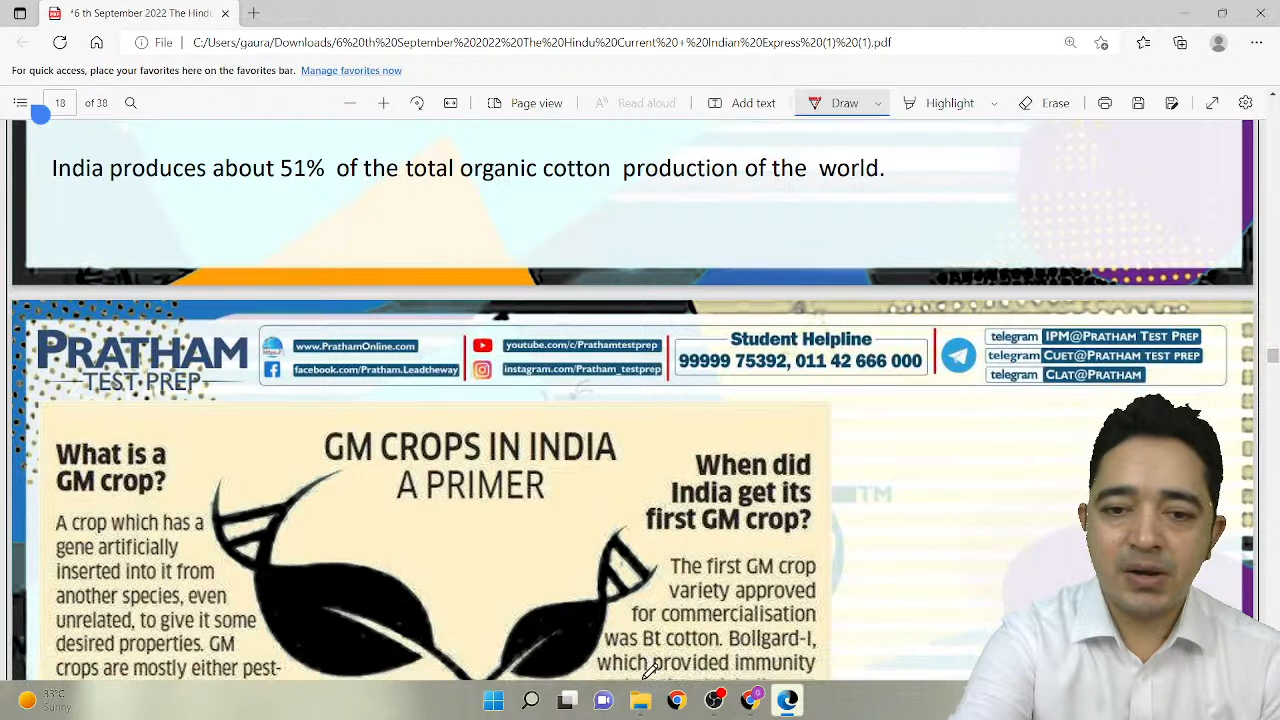 *6 th September 2022 The Hind
File
C:/Users/gaura/Downloads/6%20th%20September%202022%20The%20Hindu%20Current%20+%20Indian%20Express%20(1)%20(1).pdf
For quick access, place your favorites here on the favorites bar. Manage favorites now
18 of 38
Page view
Read aloud
Add text
Draw
Highlight
Erase
India produces about 51% of the total organic cotton production of the world.
PRATHAM
TEST PREP
www.PrathamOnline.com
facebook.com/Pratham.Leadtheway
youtube.com/c/Prathamtestprep
instagram.com/Pratham_testprep
Student Helpline
99999 75392, 011 42 666 000
telegram IPM@PRATHAM TEST PREP
telegram CUET@PRATHAM TEST PREP
telegram CLAT@PRATHAM
TM
GM CROPS IN INDIA
A PRIMER
What is a
GM crop?
A crop which has a
gene artificially
inserted into it from
another species, even
unrelated, to give it some
desired properties. GM
crops are mostly either pest-
When did
India get its
first GM crop?
The first GM crop
variety approved
for commercialisation
was Bt cotton. Bollgard-I,
which provided immunity
33°C
Sunny